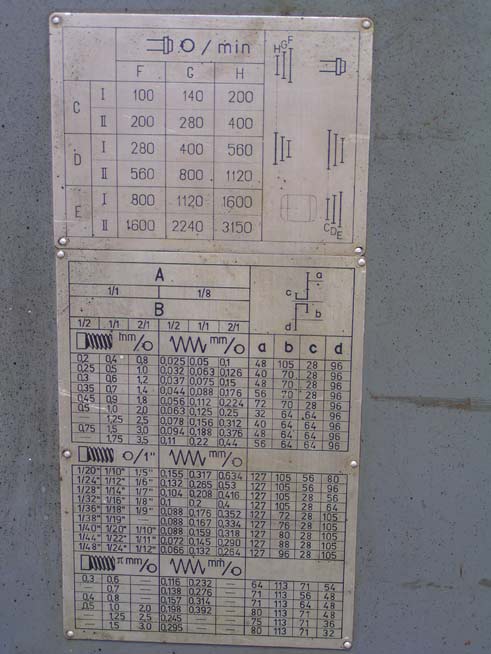 O / min
H G F
F G H
C I 100 140 200
II 200 280 400
D I 280 400 560
II 560 800 1120
E I 800 1120 1600
II 1600 2240 3150
C D E
A
1/1 1/8
B
1/2 1/1 2/1 1/2 1/1 2/1
a
c
b
d
mm/O mm/O a b c d
0,2 0,4 0,8 0,025 0,05 0,1 48 105 28 96
0,25 0,5 1,0 0,032 0,063 0,126 40 70 28 96
0,3 0,6 1,2 0,037 0,075 0,15 48 70 28 96
0,35 0,7 1,4 0,044 0,088 0,176 56 70 28 96
0,45 0,9 1,8 0,056 0,112 0,224 72 70 28 96
0,5 1,0 2,0 0,063 0,125 0,25 32 64 64 96
— 1,25 2,5 0,078 0,156 0,312 40 64 64 96
0,75 1,5 3,0 0,094 0,188 0,376 48 64 64 96
— 1,75 3,5 0,11 0,22 0,44 56 64 64 96
O/1" mm/O
1/20" 1/10" 1/5" 0,155 0,317 0,634 127 105 56 80
1/24" 1/12" 1/6" 0,132 0,265 0,53 127 105 56 96
1/28" 1/14" 1/7" 0,104 0,208 0,416 127 105 56
1/32" 1/16" 1/8" 0,1 0,2 0,4 127 105 28 64
1/36" 1/18" 1/9" 0,088 0,176 0,352 127 72 28 105
1/38" 1/19" — 0,088 0,167 0,334 127 76 28 105
1/40" 1/20" 1/10" 0,088 0,159 0,318 127 80 28 105
1/44" 1/22" 1/11" 0,072 0,145 0,290 127 88 28 105
1/48" 1/24" 1/12" 0,066 0,132 0,264 127 96 28 105
π mm/O mm/O
0,3 0,6 — 0,116 0,232 — 64 113 71 54
— 0,7 — 0,138 0,276 — 71 113 56 48
0,4 0,8 — 0,157 0,314 — 71 113 64 48
0,5 1,0 2,0 0,198 0,392 — 80 113 71 48
— 1,25 2,5 0,245 — — 75 113 71 36
— 1,5 3,0 0,295 — — 80 113 71 32